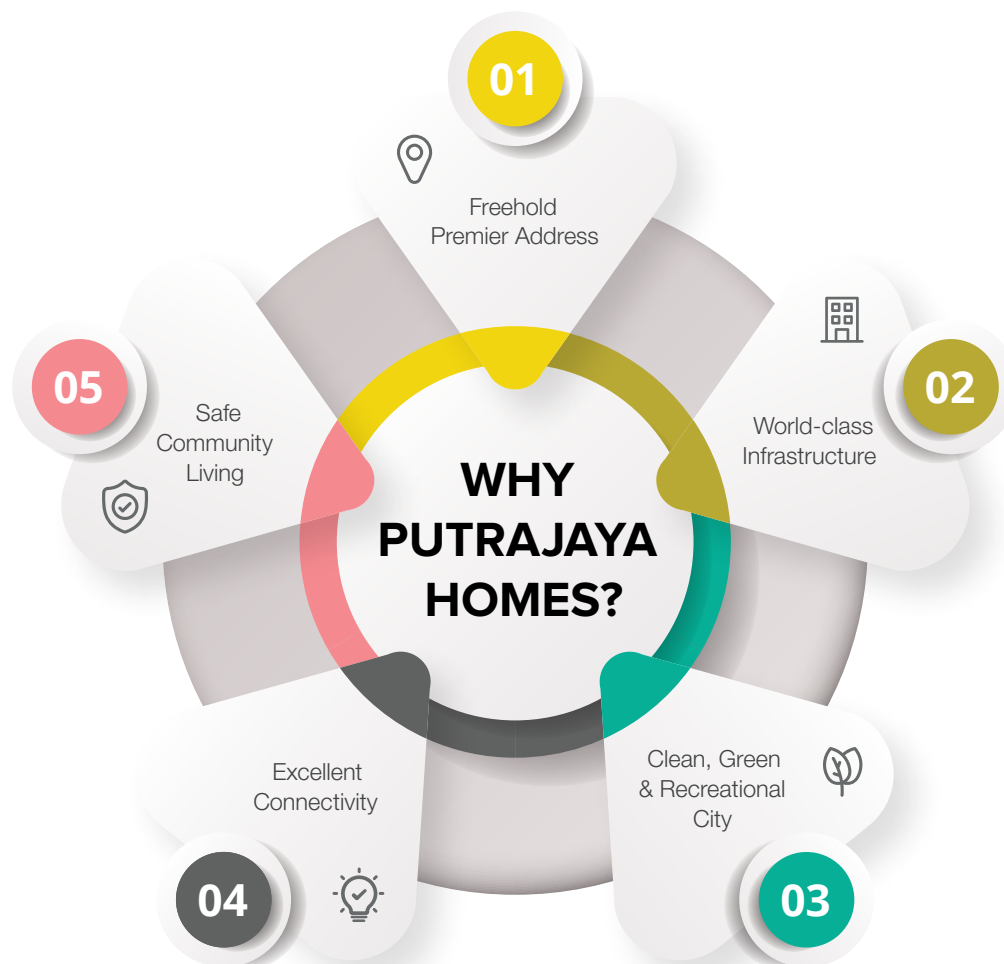 01
Freehold
Premier Address
02
World-class
Infrastructure
03
Clean, Green
& Recreational
City
04
Excellent
Connectivity
05
Safe
Community
Living
WHY
PUTRAJAYA
HOMES?